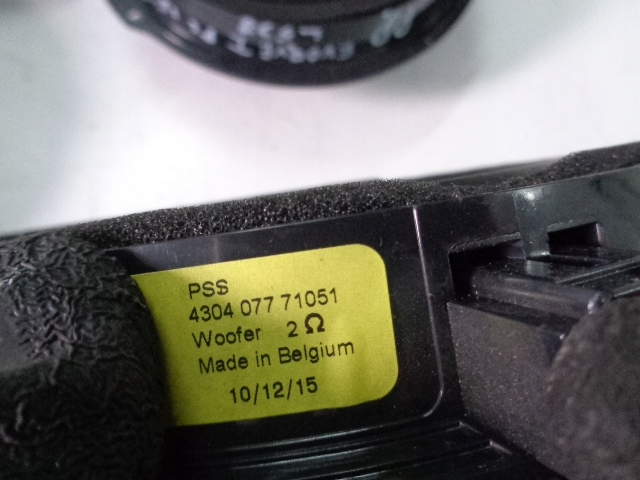 PSS
4304 077 71051
Woofer 2 Ω
Made in Belgium
10/12/15